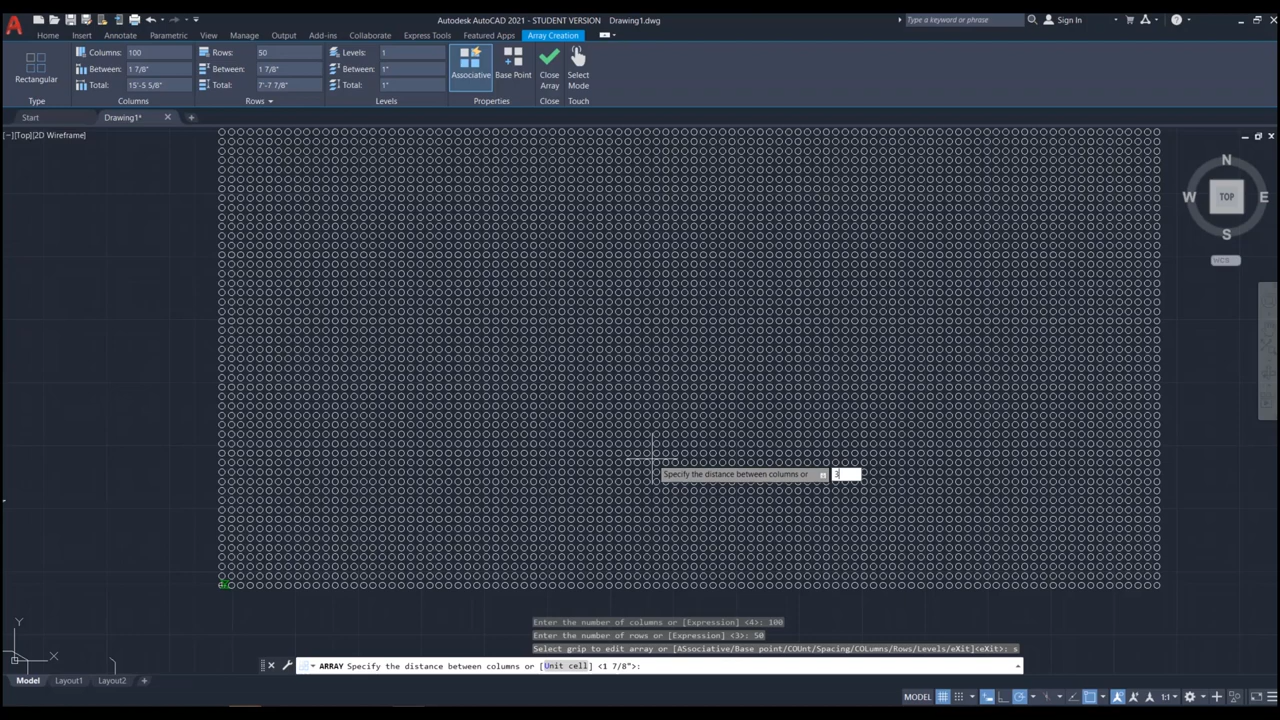 Autodesk AutoCAD 2021 - STUDENT VERSION Drawing1.dwg
Type a keyword or phrase
Sign In
Home Insert Annotate Parametric View Manage Output Add-ins Collaborate Express Tools Featured Apps Array Creation
Columns: 100 Rows: 50 Levels: 1
Between: 1 7/8" Between: 1 7/8" Between: 1"
Total: 15'-5 5/8" Total: 7'-7 7/8" Total: 1"
Rectangular
Associative Base Point Close Array Select Mode
Type Columns Rows Levels Properties Close Touch
Start Drawing1*
[−][Top][2D Wireframe]
N
W TOP E
S
WCS
Specify the distance between columns or 3
Enter the number of columns or [Expression] <4>: 100
Enter the number of rows or [Expression] <3>: 50
Select grip to edit array or [ASsociative/Base point/COUnt/Spacing/COLumns/Rows/Levels/eXit]<eXit>: s
Y
X
ARRAY Specify the distance between columns or [Unit cell] <1 7/8">:
Model Layout1 Layout2
MODEL 1:1